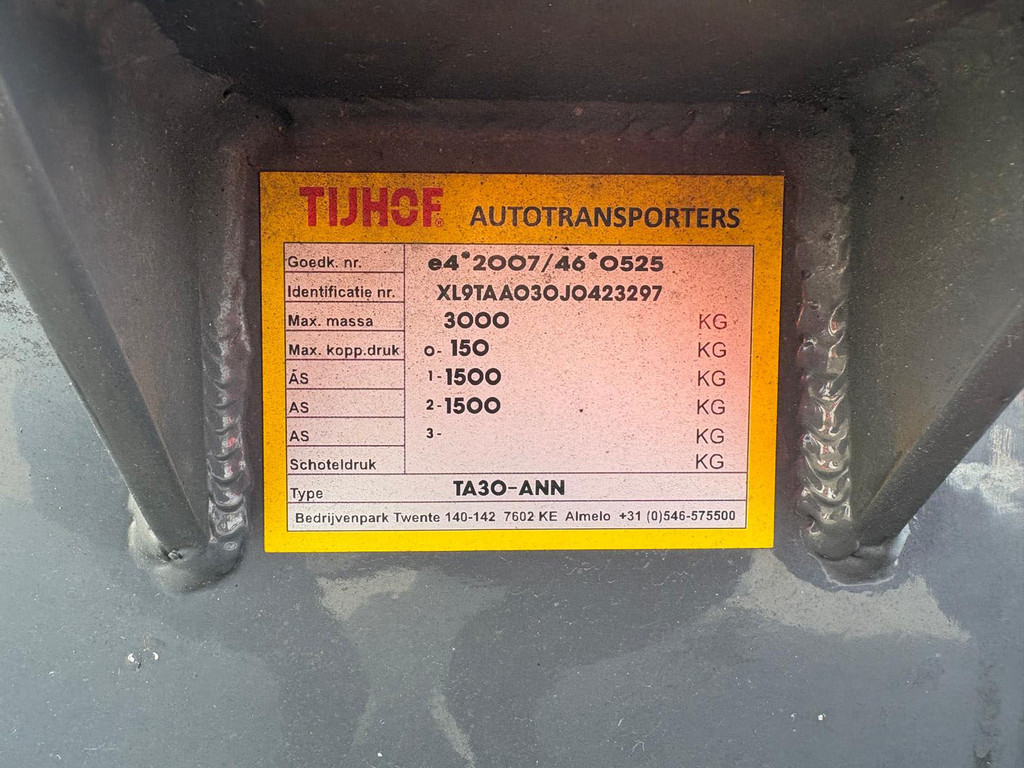 TIJHOF® AUTOTRANSPORTERS
Goedk. nr. e4*2007/46*0525
Identificatie nr. XL9TAA030J0423297
Max. massa 3000 KG
Max. kopp.druk 0- 150 KG
AS 1- 1500 KG
AS 2- 1500 KG
AS 3- KG
Schoteldruk KG
Type TA30-ANN
Bedrijvenpark Twente 140-142 7602 KE Almelo +31 (0)546-575500